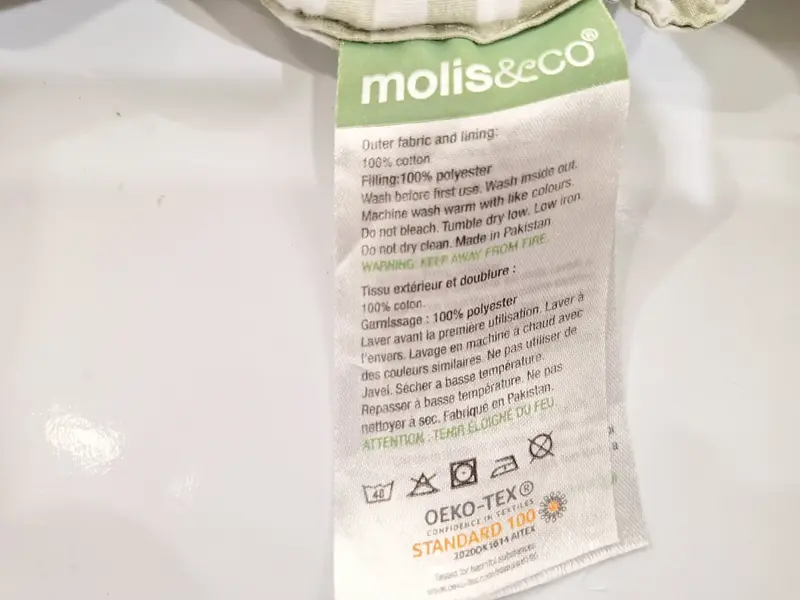 molis&co®
Outer fabric and lining:
100% cotton
Filling:100% polyester
Wash before first use. Wash inside out.
Machine wash warm with like colours.
Do not bleach. Tumble dry low. Low iron.
Do not dry clean. Made in Pakistan
WARNING: KEEP AWAY FROM FIRE.
Tissu extérieur et doublure :
100% coton.
Garnissage : 100% polyester
Laver avant la première utilisation. Laver à
l'envers. Lavage en machine à chaud avec
des couleurs similaires. Ne pas utiliser de
Javel. Sécher a basse température.
Repasser à basse température. Ne pas
nettoyer à sec. Fabriqué en Pakistan.
ATTENTION : TENIR ÉLOIGNÉ DU FEU.
40
OEKO-TEX®
CONFIDENCE IN TEXTILES
STANDARD 100
2020OK1614 AITEX
Tested for harmful substances